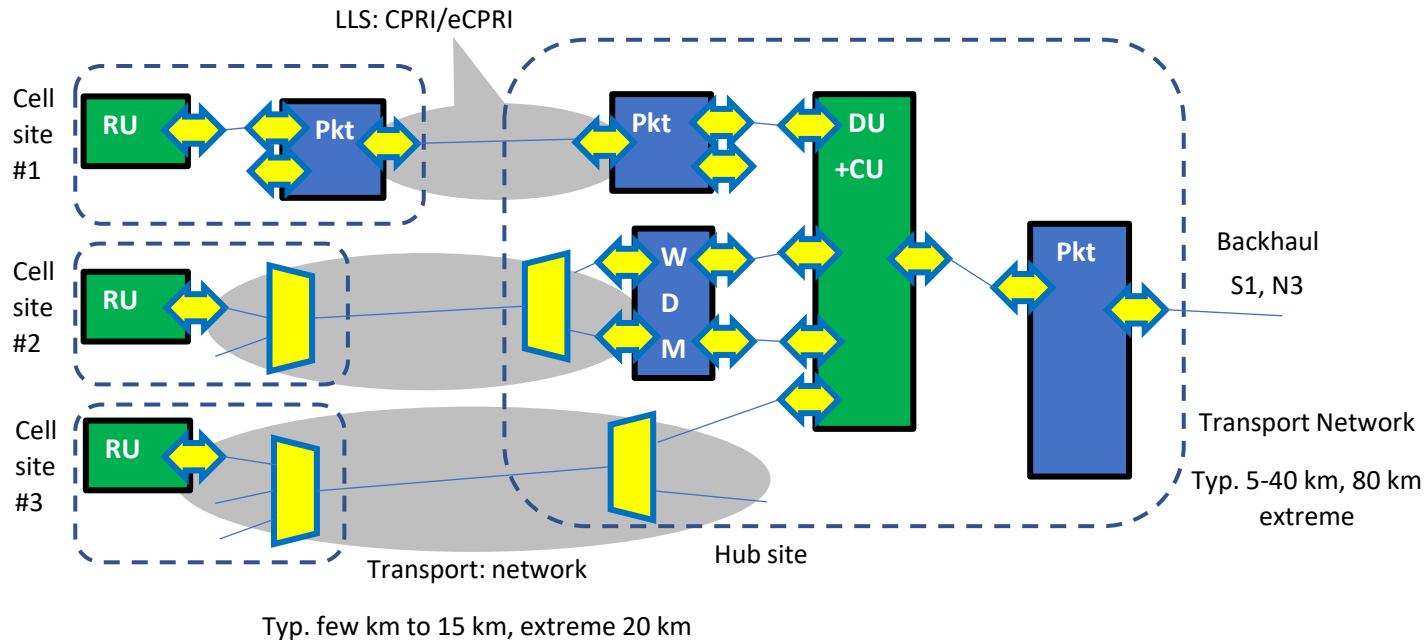 LLS: CPRI/eCPRI
Cell
site
#1
RU
Pkt
Pkt
DU
+CU
Cell
site
#2
RU
W
D
M
Pkt
Backhaul
S1, N3
Cell
site
#3
RU
Transport Network
Typ. 5-40 km, 80 km
extreme
Hub site
Transport: network
Typ. few km to 15 km, extreme 20 km